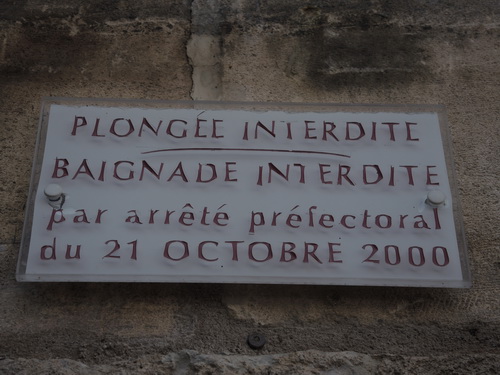 PLONGÉE INTERDITE
BAIGNADE INTERDITE
par arrêté préfectoral
du 21 OCTOBRE 2000